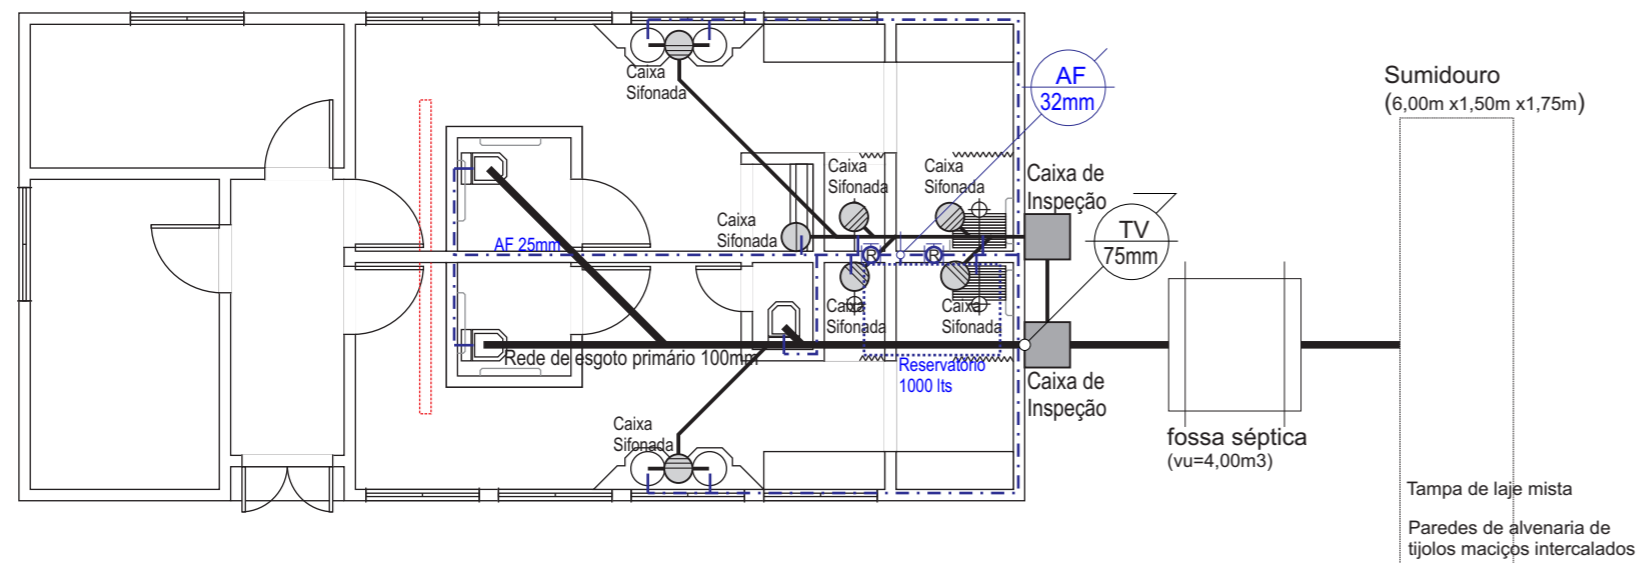 Caixa
Sifonada
AF
32mm
Sumidouro
(6,00m x1,50m x1,75m)
Caixa
Sifonada
Caixa
Sifonada
Caixa de
Inspeção
Caixa
Sifonada
TV
75mm
AF 25mm
R
R
Caixa
Sifonada
Caixa
Sifonada
Rede de esgoto primário 100mm
Reservatório
1000 lts
Caixa de
Inspeção
Caixa
Sifonada
fossa séptica
(vu=4,00m3)
Tampa de laje mista
Paredes de alvenaria de
tijolos maciços intercalados